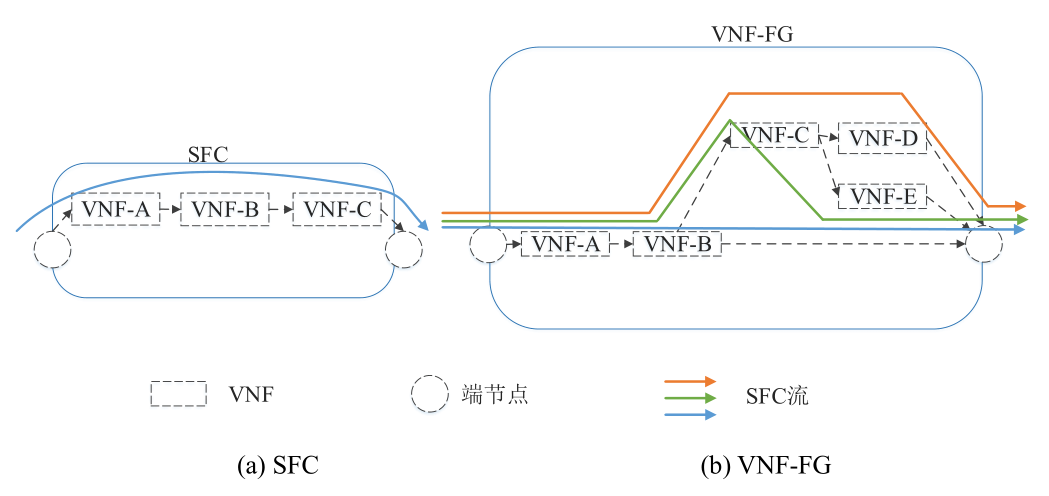 SFC
VNF-A
VNF-B
VNF-C
VNF-FG
VNF-C
VNF-D
VNF-E
VNF-A
VNF-B
VNF
端节点
SFC流
(a) SFC
(b) VNF-FG